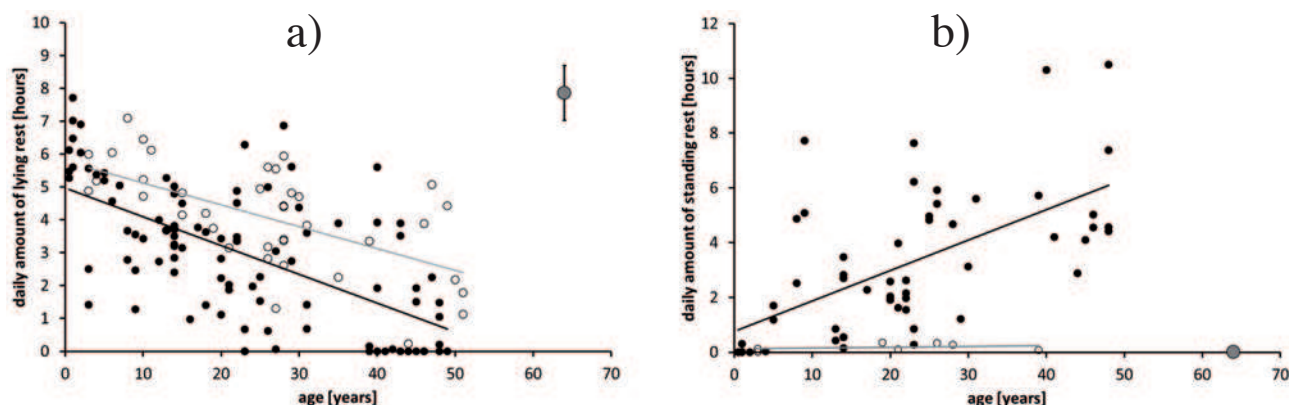 a)
daily amount of lying rest [hours]
10
9
8
7
6
5
4
3
2
1
0
0 10 20 30 40 50 60 70
age [years]
b)
daily amount of standing rest [hours]
12
10
8
6
4
2
0
0 10 20 30 40 50 60 70
age [years]